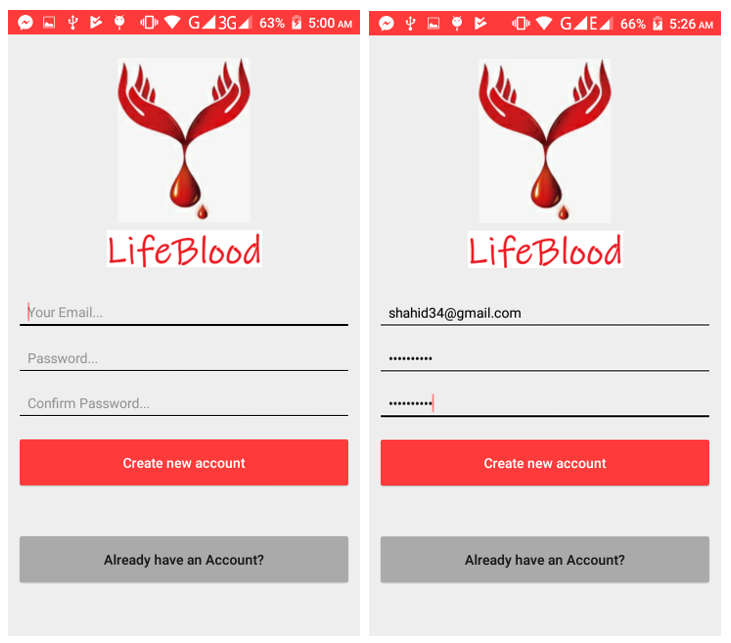 G 3G 63% 5:00 AM
LifeBlood
Your Email...
Password...
Confirm Password...
Create new account
Already have an Account?
G E 66% 5:26 AM
LifeBlood
shahid34@gmail.com
••••••••••
••••••••••
Create new account
Already have an Account?